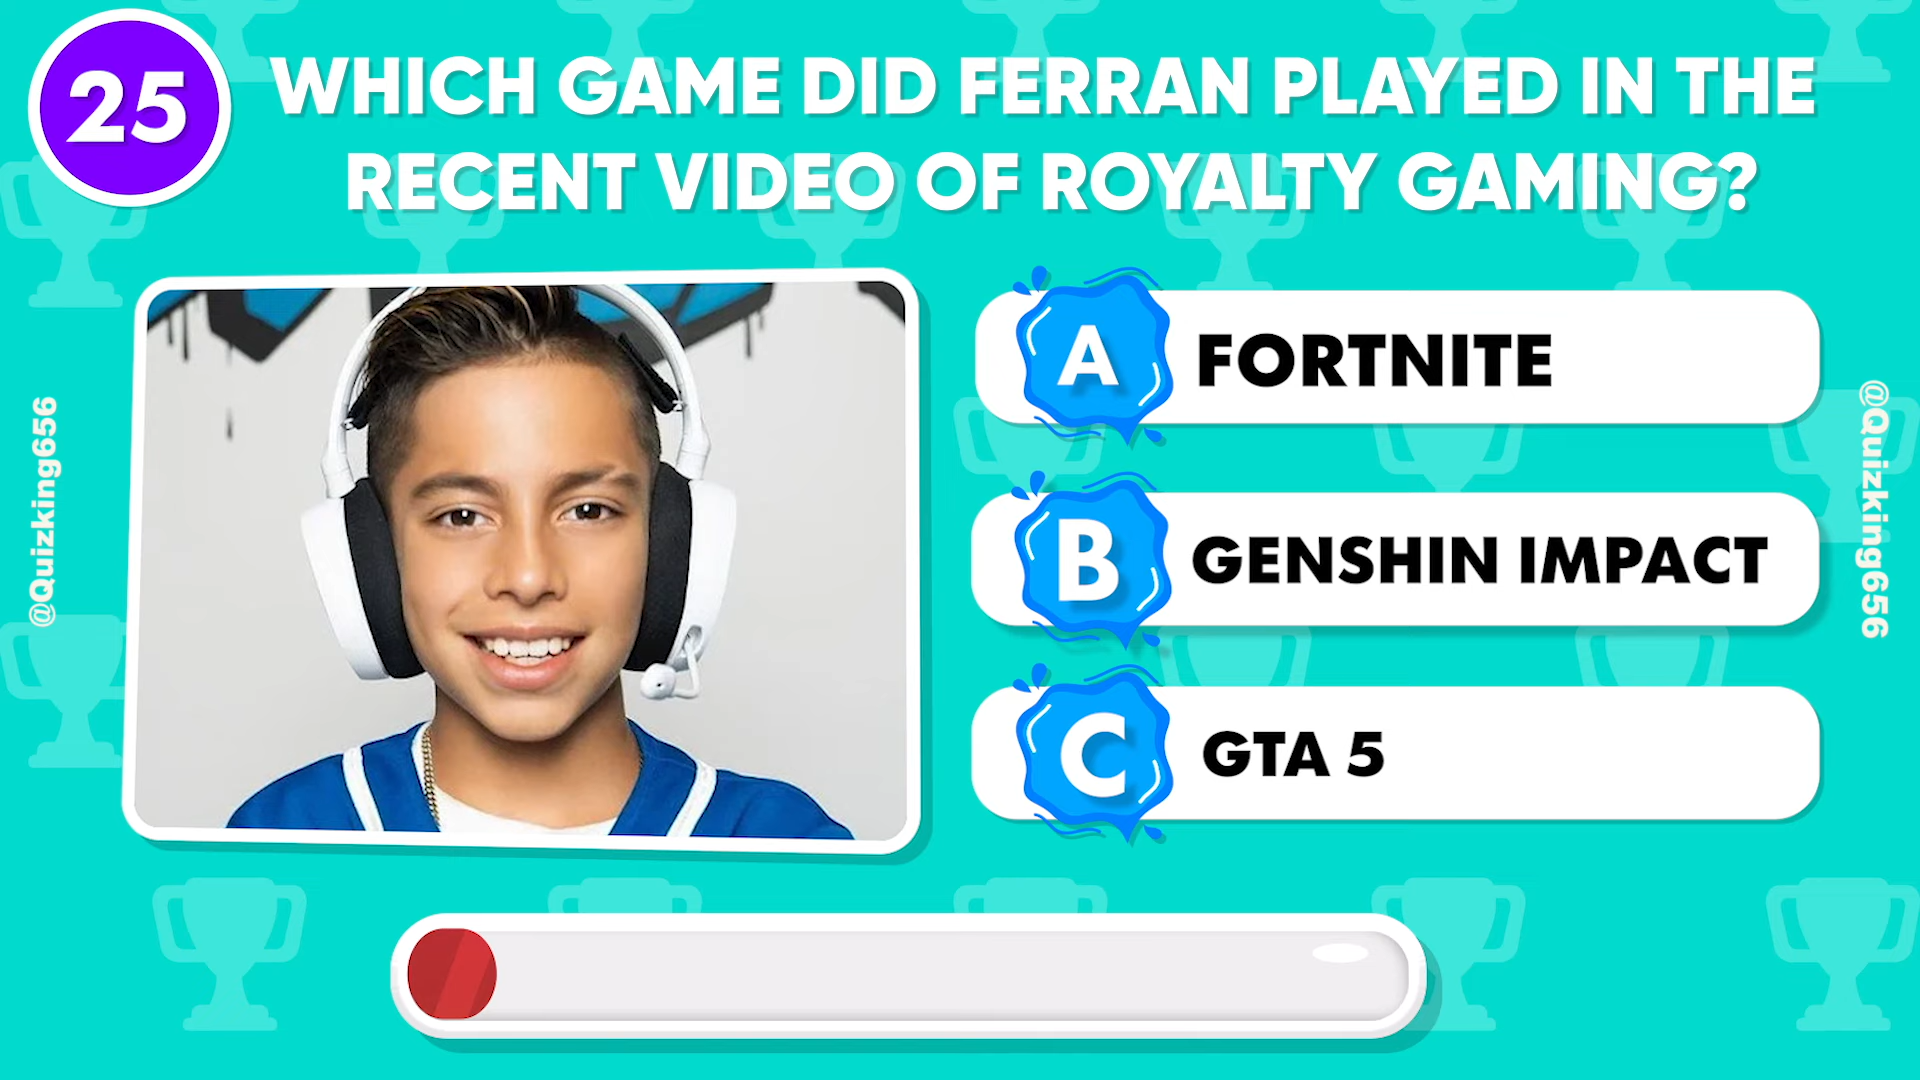 25
WHICH GAME DID FERRAN PLAYED IN THE
RECENT VIDEO OF ROYALTY GAMING?
@Quizking656
A FORTNITE
B GENSHIN IMPACT
C GTA 5
@Quizking656